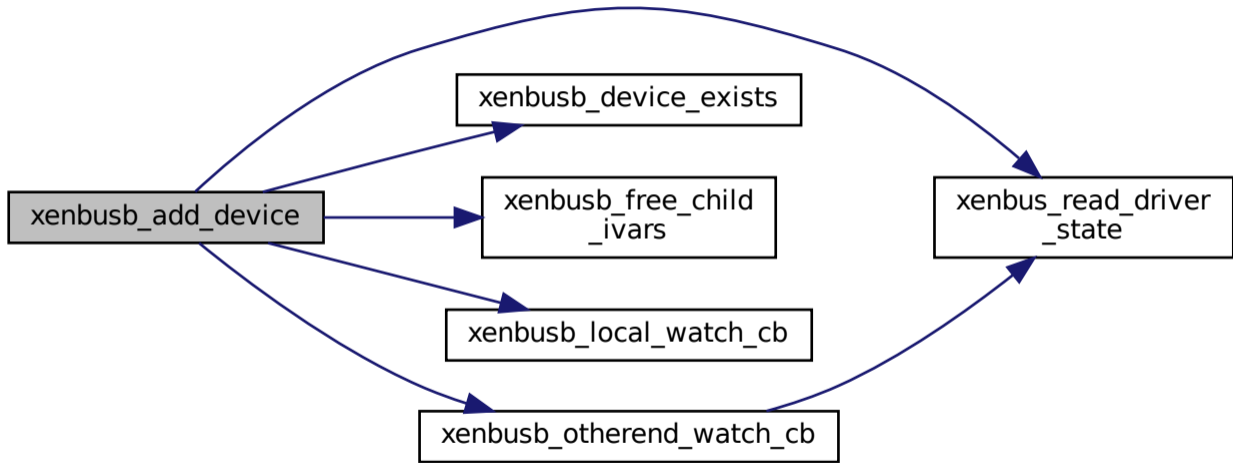 xenbusb_add_device
xenbusb_device_exists
xenbusb_free_child
_ivars
xenbusb_local_watch_cb
xenbusb_otherend_watch_cb
xenbus_read_driver
_state